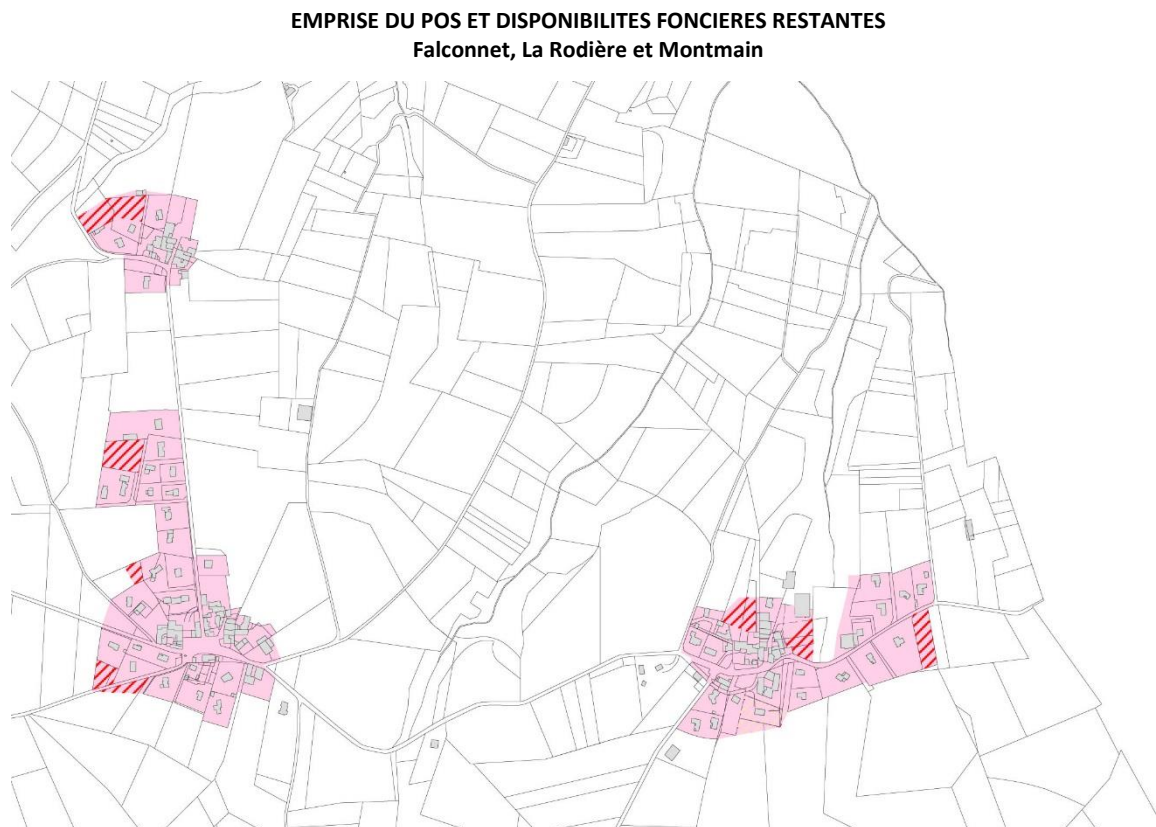 EMPRISE DU POS ET DISPONIBILITES FONCIERES RESTANTES
Falconnet, La Rodière et Montmain